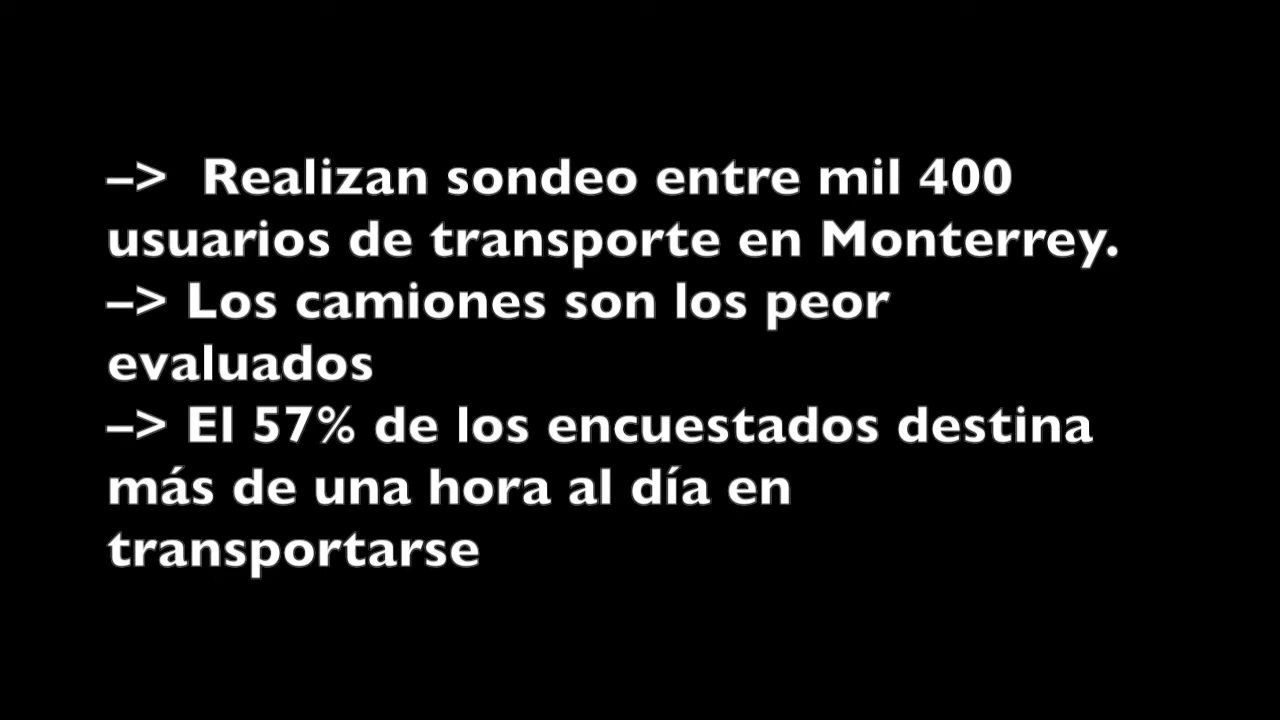 –>  Realizan sondeo entre mil 400
usuarios de transporte en Monterrey.
–> Los camiones son los peor
evaluados
–> El 57% de los encuestados destina
más de una hora al día en
transportarse